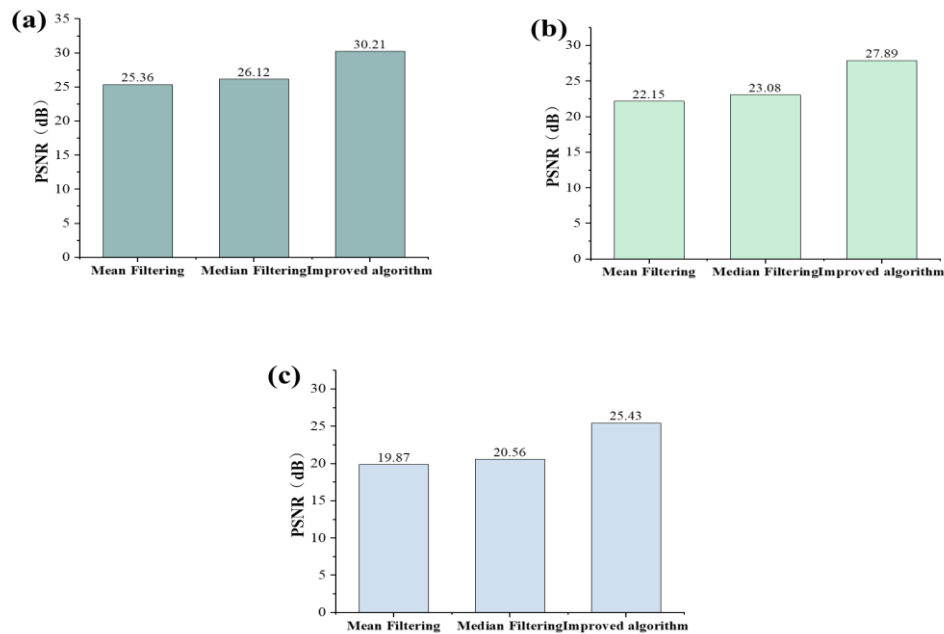 (a)
35
30
25
20
15
10
5
0
PSNR（dB）
25.36
26.12
30.21
Mean Filtering
Median Filtering
Improved algorithm
(b)
30
25
20
15
10
5
0
PSNR（dB）
22.15
23.08
27.89
Mean Filtering
Median Filtering
Improved algorithm
(c)
30
25
20
15
10
5
0
PSNR（dB）
19.87
20.56
25.43
Mean Filtering
Median Filtering
Improved algorithm